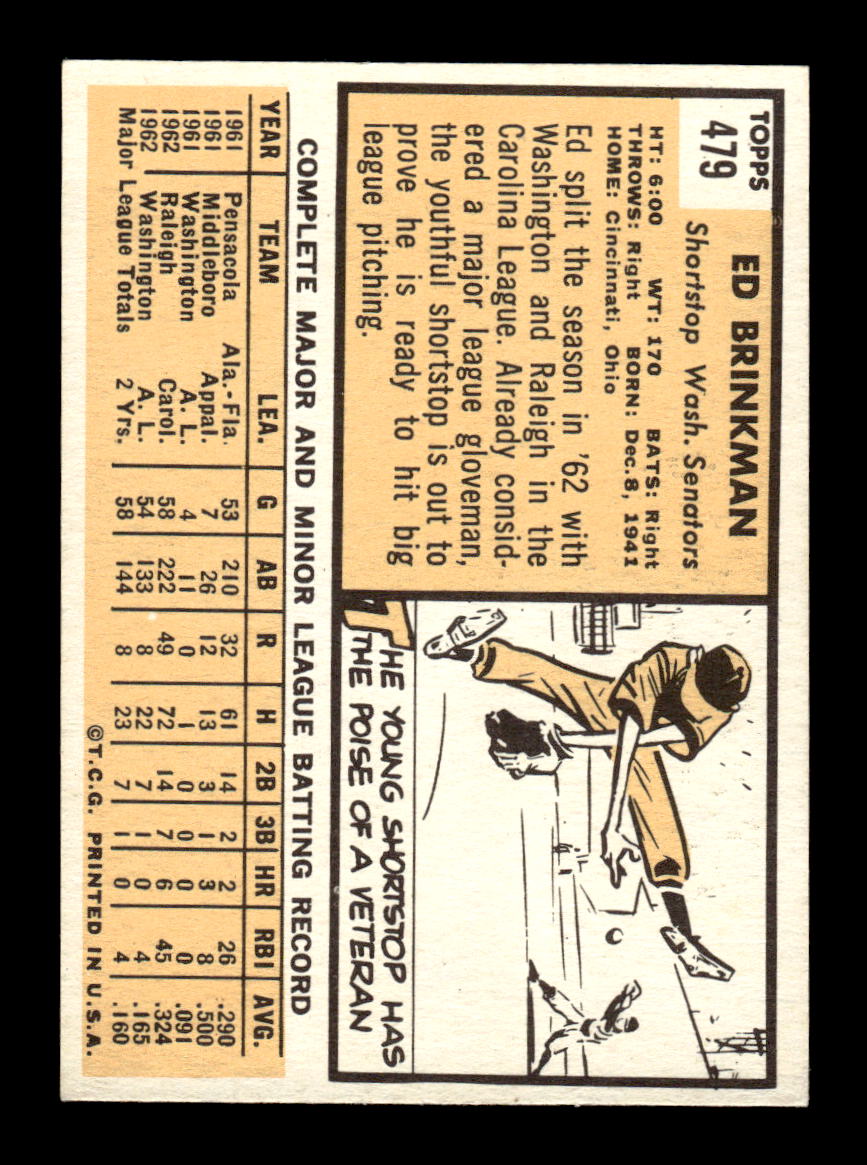 TOPPS
479
ED BRINKMAN
Shortstop Wash. Senators
HT: 6:00 WT: 170 BATS: Right
THROWS: Right BORN: Dec. 8, 1941
HOME: Cincinnati, Ohio
Ed split the season in '62 with
Washington and Raleigh in the
Carolina League. Already consid-
ered a major league gloveman,
the youthful shortstop is out to
prove he is ready to hit big
league pitching.
THE YOUNG SHORTSTOP HAS
THE POISE OF A VETERAN
COMPLETE MAJOR AND MINOR LEAGUE BATTING RECORD
YEAR TEAM LEA. G AB R H 2B 3B HR RBI AVG.
1961 Pensacola Ala.-Fla. 53 210 32 61 14 2 2 26 .290
1961 Middleboro Appal. 7 26 12 13 3 1 3 8 .500
1961 Washington A. L. 4 11 0 1 0 0 0 0 .091
1962 Raleigh Carol. 58 222 49 72 14 7 6 45 .324
1962 Washington A. L. 54 133 8 22 7 1 0 4 .165
Major League Totals 2 Yrs. 58 144 8 23 7 1 0 4 .160
©T.C.G. PRINTED IN U.S.A.